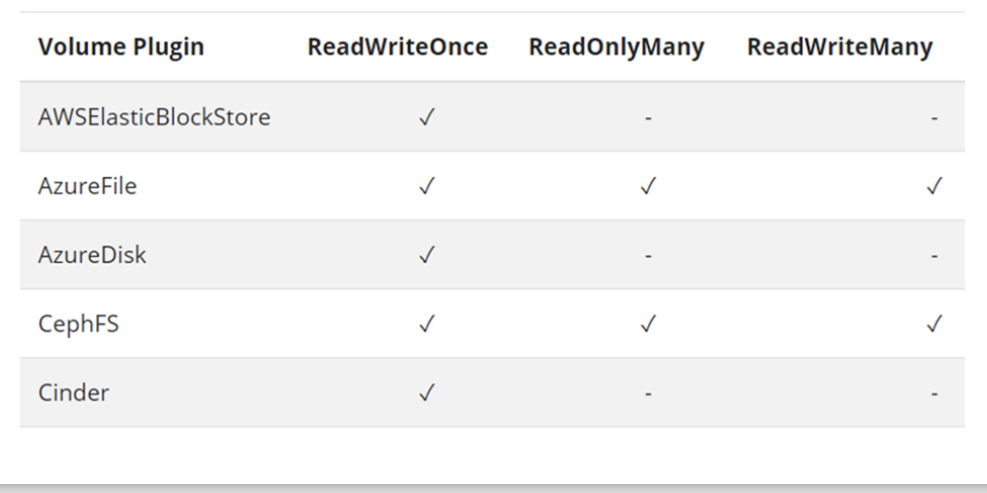 Volume Plugin ReadWriteOnce ReadOnlyMany ReadWriteMany
AWSElasticBlockStore ✓ - -
AzureFile ✓ ✓ ✓
AzureDisk ✓ - -
CephFS ✓ ✓ ✓
Cinder ✓ - -